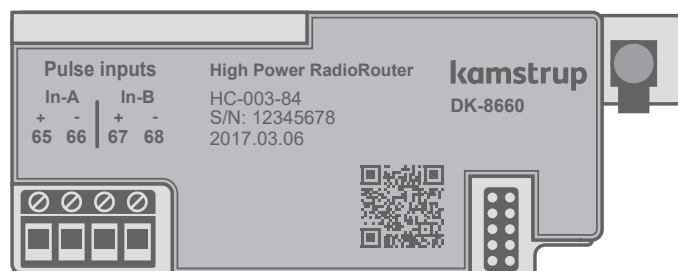 Pulse inputs
In-A In-B
+ - + -
65 66 67 68
High Power RadioRouter
HC-003-84
S/N: 12345678
2017.03.06
kamstrup
DK-8660